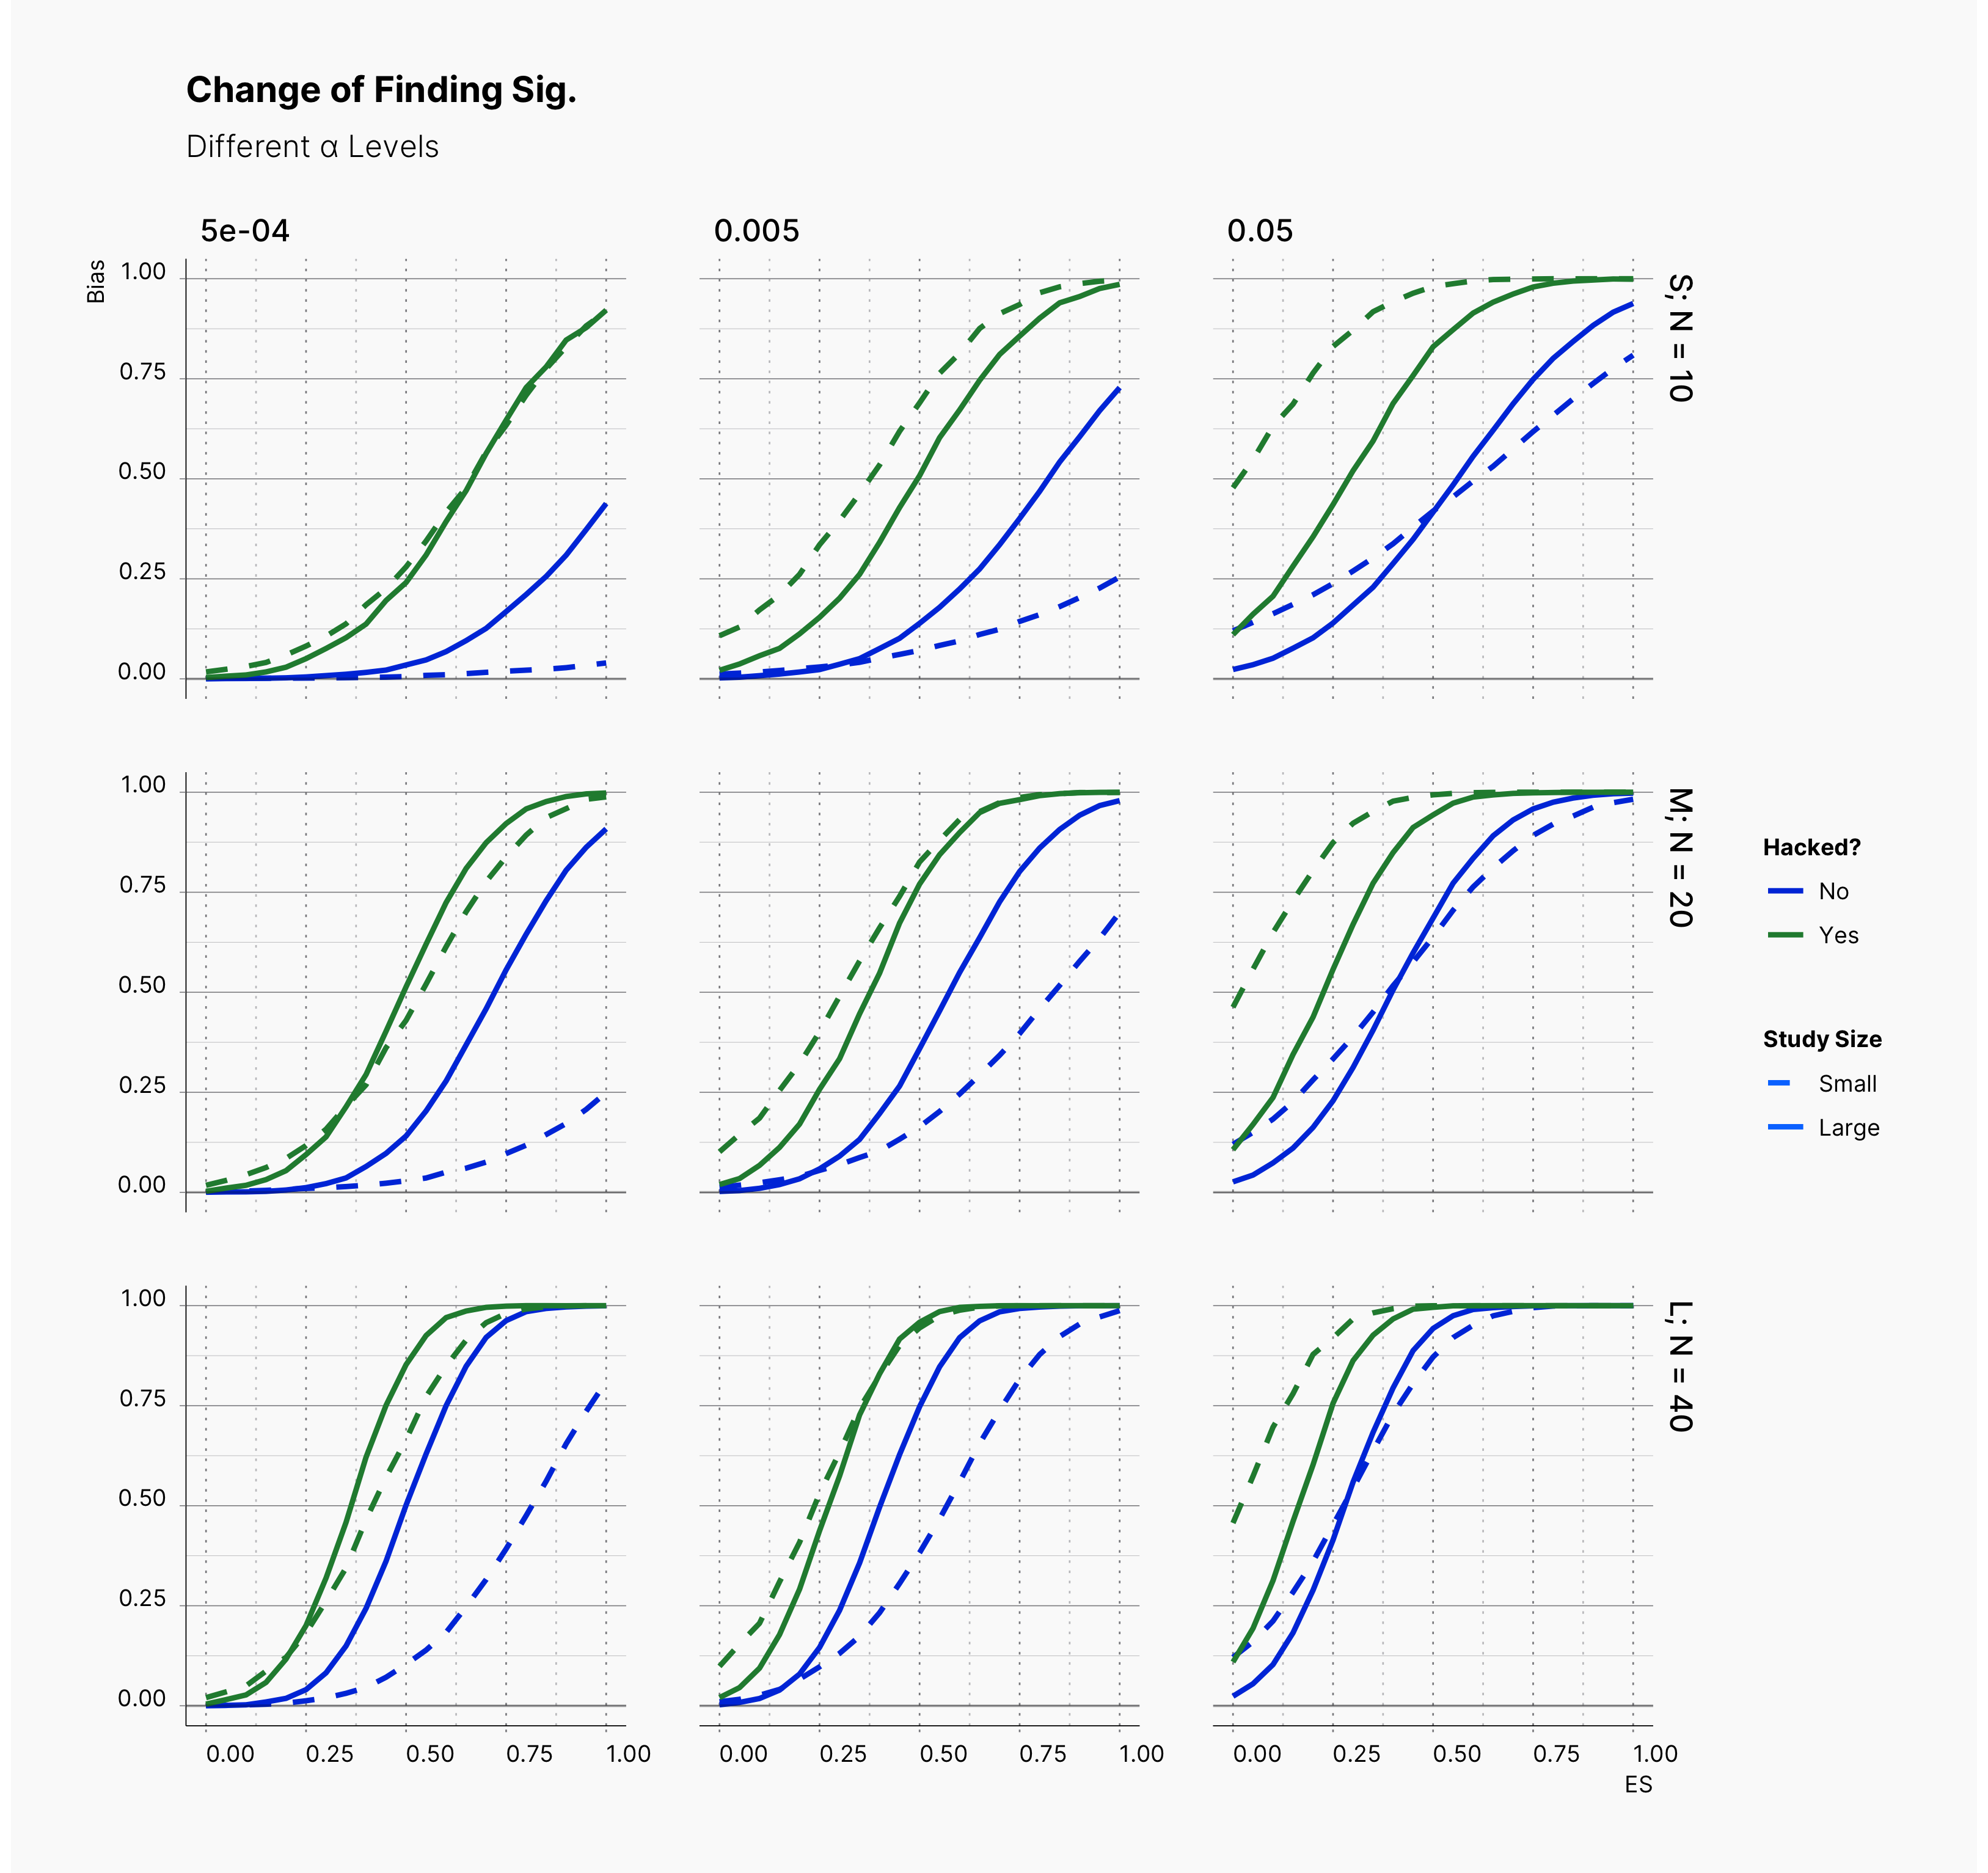 Change of Finding Sig.
Different α Levels
5e-04
0.005
0.05
Bias
1.00
0.75
0.50
0.25
0.00
S; N = 10
1.00
0.75
0.50
0.25
0.00
M; N = 20
Hacked?
No
Yes
Study Size
Small
Large
1.00
0.75
0.50
0.25
0.00
L; N = 40
0.00 0.25 0.50 0.75 1.00
0.00 0.25 0.50 0.75 1.00
0.00 0.25 0.50 0.75 1.00
ES